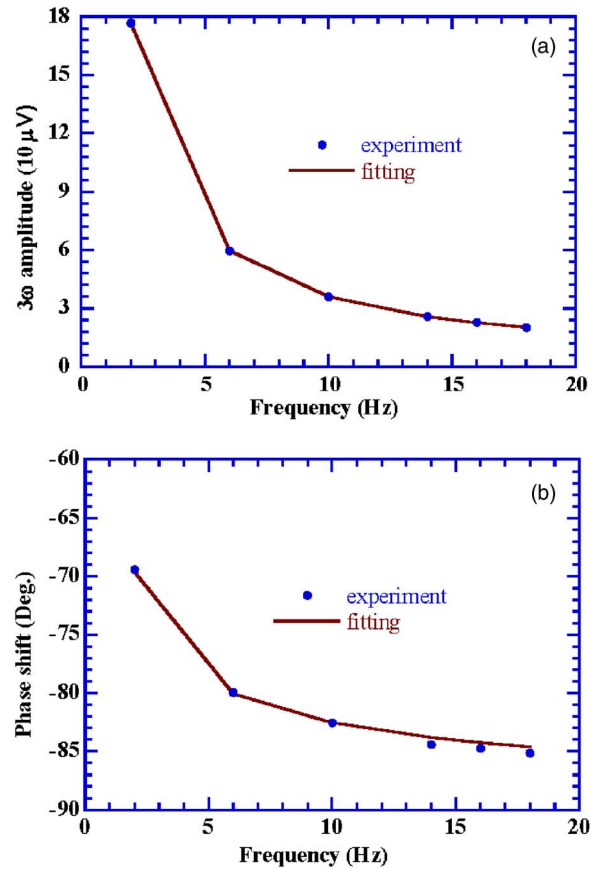 18
(a)
15
12
9
6
3
0
3ω amplitude (10 μV)
experiment
fitting
0 5 10 15 20
Frequency (Hz)
-60
(b)
-65
-70
-75
-80
-85
-90
Phase shift (Deg.)
experiment
fitting
0 5 10 15 20
Frequency (Hz)